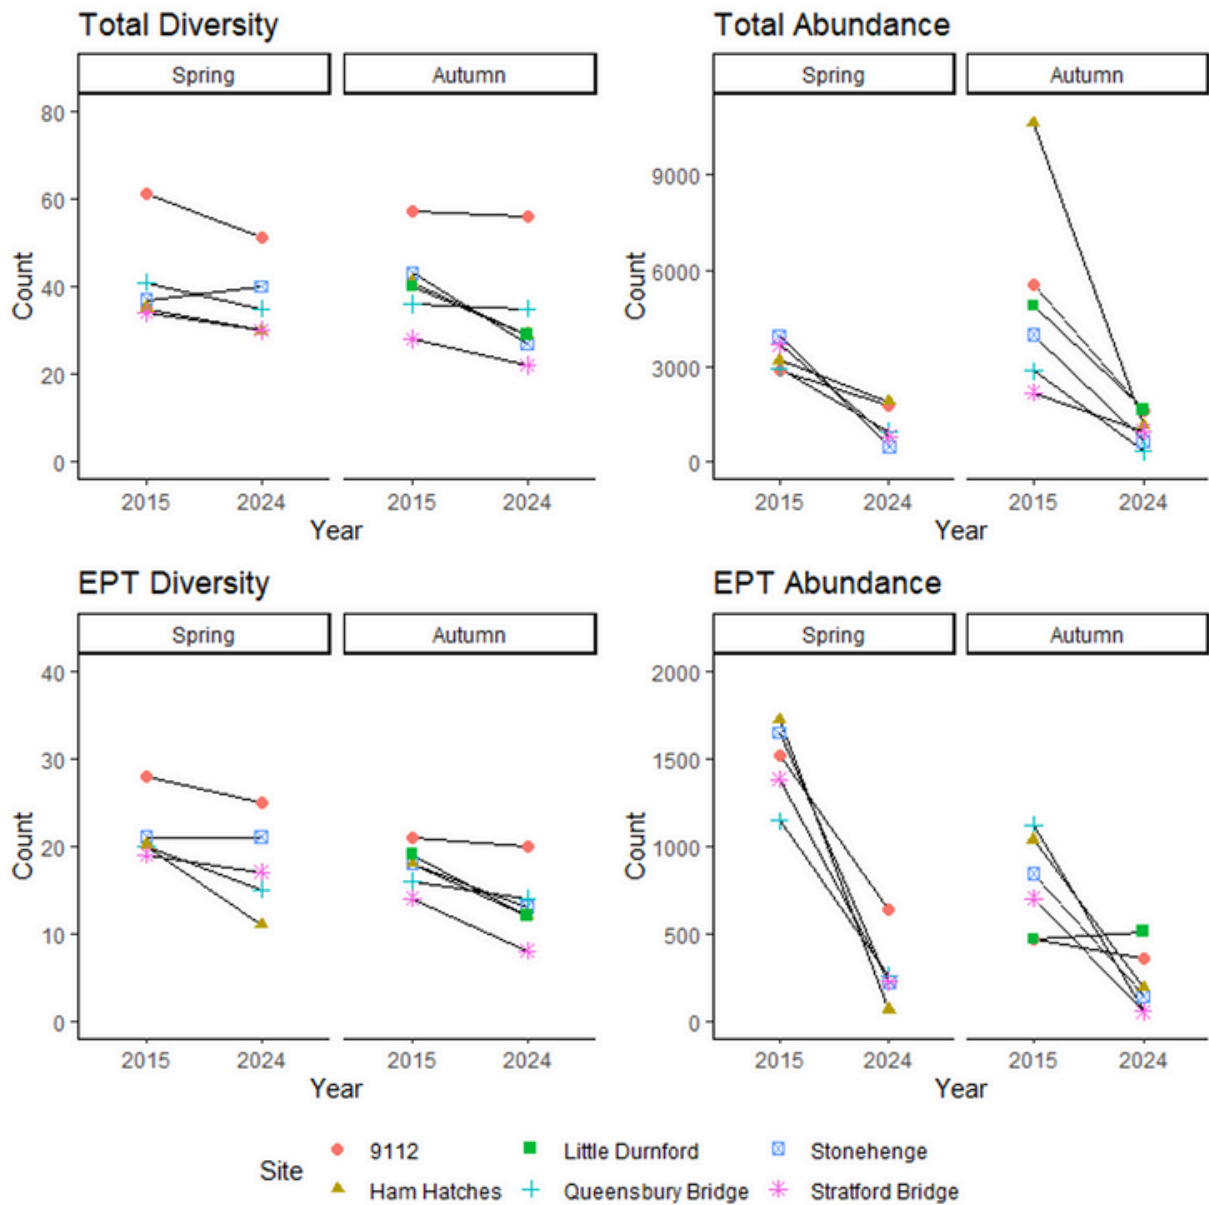 Total Diversity
Spring Autumn
80
60
40
20
0
Count
2015 2024 2015 2024
Year
Total Abundance
Spring Autumn
9000
6000
3000
0
Count
2015 2024 2015 2024
Year
EPT Diversity
Spring Autumn
40
30
20
10
0
Count
2015 2024 2015 2024
Year
EPT Abundance
Spring Autumn
2000
1500
1000
500
0
Count
2015 2024 2015 2024
Year
Site
9112 Little Durnford Stonehenge
Ham Hatches Queensbury Bridge Stratford Bridge